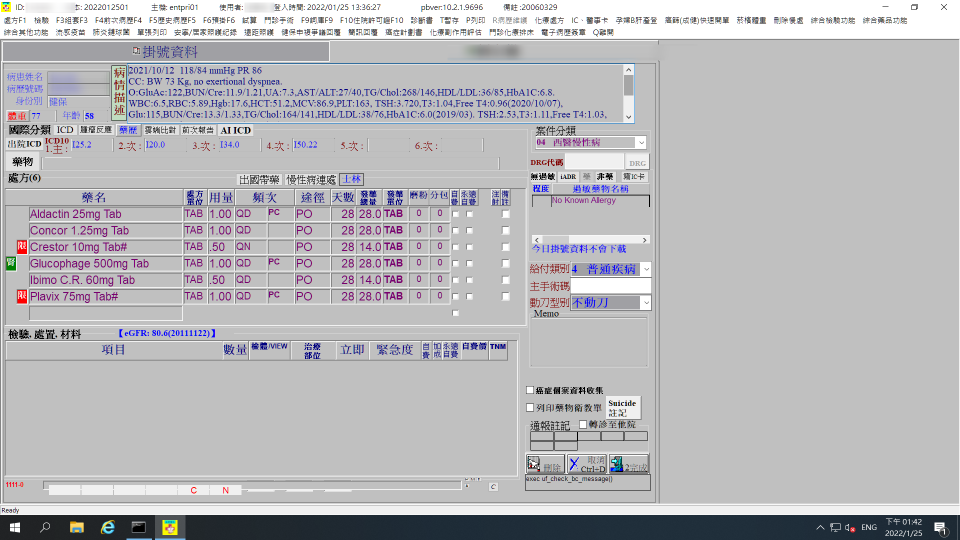 ID: 己: 2022012501 主機: entpri01 使用者: 登入時間: 2022/01/25 13:36:27 pbver:10.2.1.9696 備註:20060329
處方F1 檢驗 F3組套F3 F4前次病歷F4 F5歷史病歷F5 F6預掛F6 試算 門診手術 F9詞庫F9 F10住院許可證F10 診斷書 T暫存 P列印 R病歷結構 化療處方 IC、醫事卡 孕婦B肝產登 癌篩(或健)快速開單 菸檳體重 刪除慢處 綜合檢驗功能 綜合藥品功能
綜合其他功能 流感疫苗 肺炎鏈球菌 單張列印 安寧/居家照護紀錄 遠距照護 健保申報爭議回覆 簡訊回覆 癌症計劃書 化療副作用評估 門診化療排床 電子病歷簽章 Q離開
掛號資料
病患姓名
病歷號碼
身份別 健保
體重 77 年齡 58
病情描述
2021/10/12 118/84 mmHg PR 86
CC: BW 73 Kg, no exertional dyspnea.
O:GluAc:122,BUN/Cre:11.9/1.21,UA:7.3,AST/ALT:27/40,TG/Chol:268/146,HDL/LDL:36/85,HbA1C:6.8.
WBC:6.5,RBC:5.89,Hgb:17.6,HCT:51.2,MCV:86.9,PLT:163, TSH:3.720,T3:1.04,Free T4:0.96(2020/10/07),
Glu:115,BUN/Cre:13.3/1.33,TG/Chol:164/141,HDL/LDL:38/76,HbA1C:6.0(2019/03). TSH:2.53,T3:1.11,Free T4:1.03,
國際分類 ICD 腫瘤反應 藥歷 雲端比對 前次報告 AI ICD
出院ICD ICD10 1.主: I25.2 2.次: I20.0 3.次: I34.0 4.次: I50.22 5.次: 6.次:
藥物
處方(6) 出國帶藥 慢性病連處 上林
藥名 處方單位 用量 頻次 途徑 天數 發藥總量 發藥單位 磨粉 分包 自費 永遠自費 注射 備註
Aldactin 25mg Tab TAB 1.00 QD PC PO 28 28.0 TAB 0 0
Concor 1.25mg Tab TAB 1.00 QD PO 28 28.0 TAB 0 0
限 Crestor 10mg Tab# TAB .50 QN PO 28 14.0 TAB 0 0
腎 Glucophage 500mg Tab TAB 1.00 QD PC PO 28 28.0 TAB 0 0
Ibimo C.R. 60mg Tab TAB .50 QD PO 28 14.0 TAB 0 0
限 Plavix 75mg Tab# TAB 1.00 QD PC PO 28 28.0 TAB 0 0
檢驗, 處置, 材料 【eGFR: 80.6(20111122)】
項目 數量 檢體/VIEW 治療部位 立即 緊急度 自費 加成 永遠自費 自費價 TNM
案件分類
04 西醫慢性病
DRG代碼 DRG
無過敏 iADR 藥 非藥 寫IC卡
程度 過敏藥物名稱
No Known Allergy
今日掛號資料不會下載
給付類別 4 普通疾病
主手術碼
動刀型別 不動刀
Memo
癌症個案資料收集
列印藥物衛教單 Suicide 註記
通報註記 轉診至他院
刪除 取消 Ctrl+D 完成
exec uf_check_bc_message()
1111-0 C N C
Ready
ENG 下午 01:42
2022/1/25
1